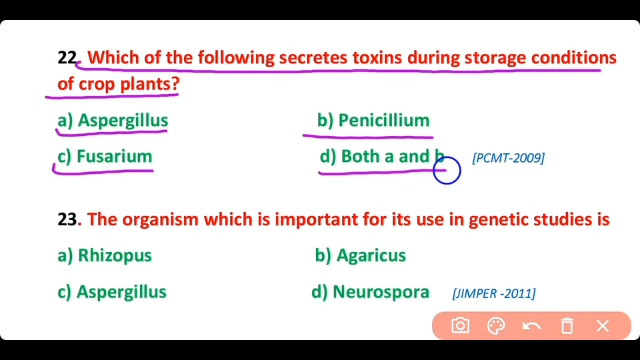 22. Which of the following secretes toxins during storage conditions
of crop plants?
a) Aspergillus b) Penicillium
c) Fusarium d) Both a and b [PCMT-2009]
23. The organism which is important for its use in genetic studies is
a) Rhizopus b) Agaricus
c) Aspergillus d) Neurospora [JIMPER -2011]